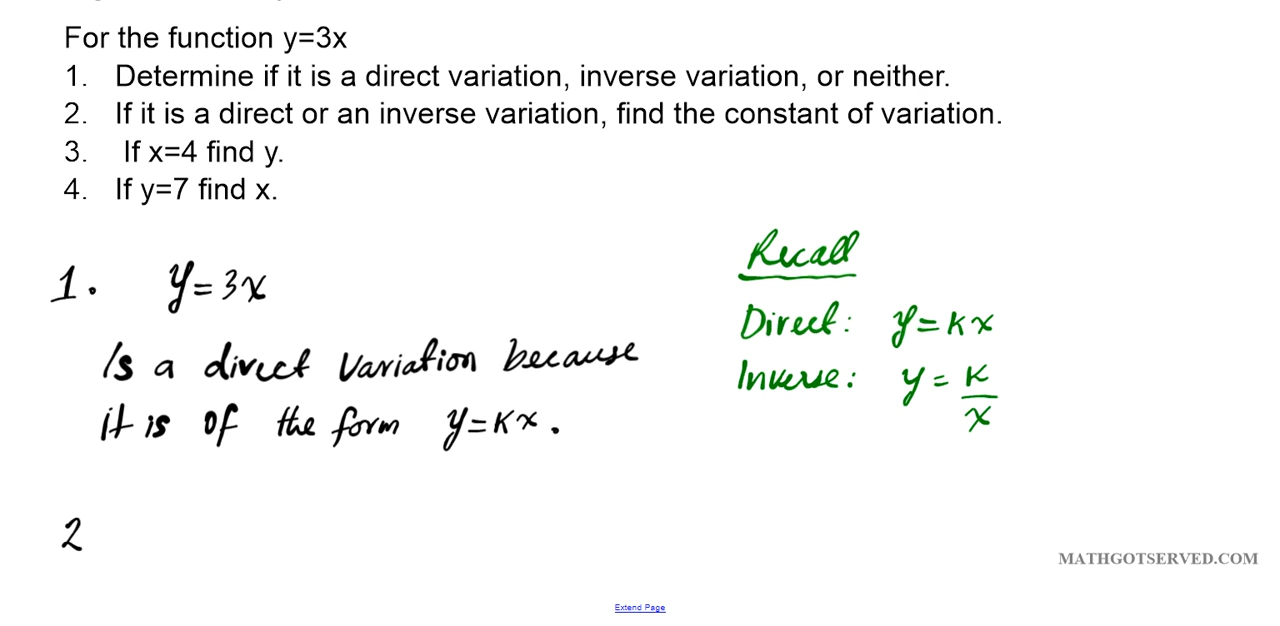 For the function y=3x
1. Determine if it is a direct variation, inverse variation, or neither.
2. If it is a direct or an inverse variation, find the constant of variation.
3. If x=4 find y.
4. If y=7 find x.
Recall
1. y=3x
Direct: y=kx
Is a direct variation because
Inverse: y=k/x
it is of the form y=kx.
2
MATHGOTSERVED.COM
Extend Page